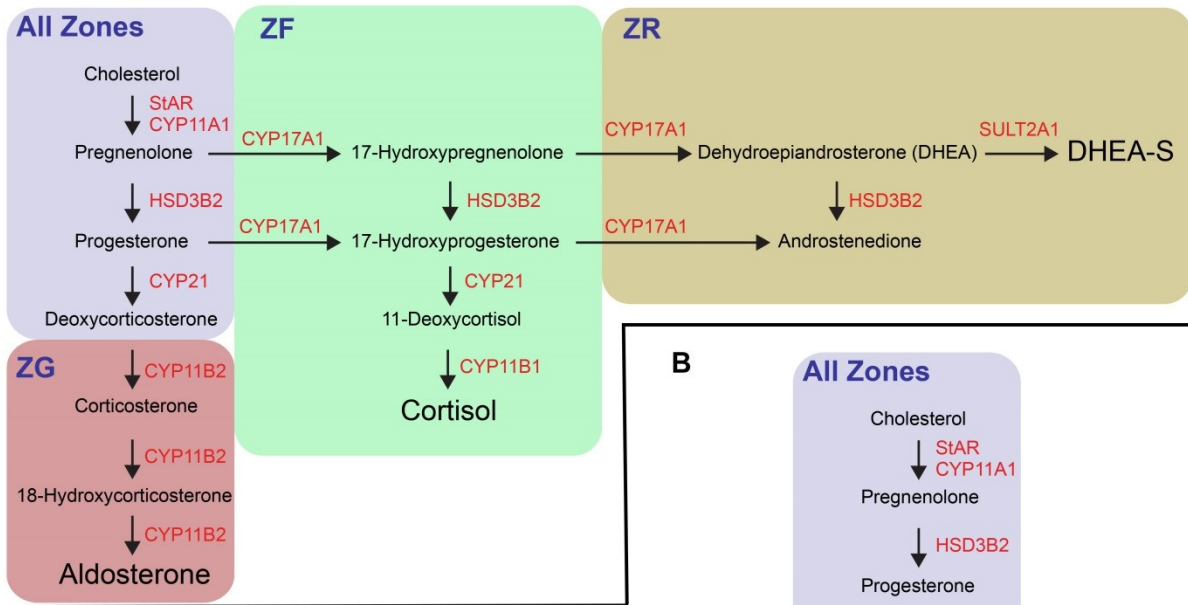 All Zones
ZF
ZR
Cholesterol
StAR
CYP11A1
CYP17A1
CYP17A1
SULT2A1
Pregnenolone
17-Hydroxypregnenolone
Dehydroepiandrosterone (DHEA)
DHEA-S
HSD3B2
HSD3B2
HSD3B2
CYP17A1
CYP17A1
Progesterone
17-Hydroxyprogesterone
Androstenedione
CYP21
CYP21
Deoxycorticosterone
11-Deoxycortisol
ZG
CYP11B2
CYP11B1
Corticosterone
Cortisol
CYP11B2
18-Hydroxycorticosterone
CYP11B2
Aldosterone
B
All Zones
Cholesterol
StAR
CYP11A1
Pregnenolone
HSD3B2
Progesterone